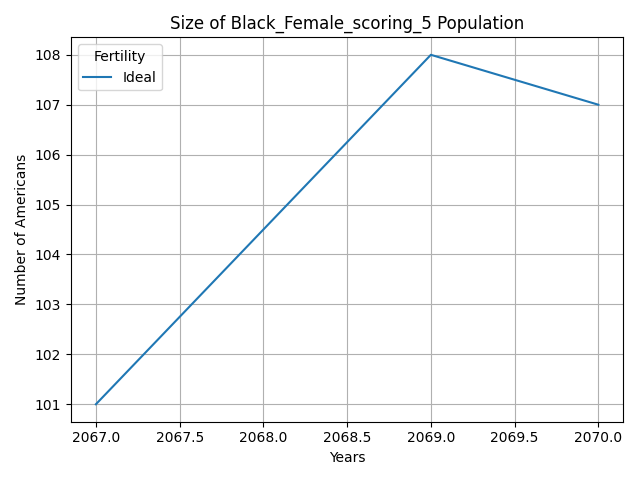 Size of Black_Female_scoring_5 Population
Fertility
Ideal
108
107
106
105
104
103
102
101
Number of Americans
2067.0 2067.5 2068.0 2068.5 2069.0 2069.5 2070.0
Years